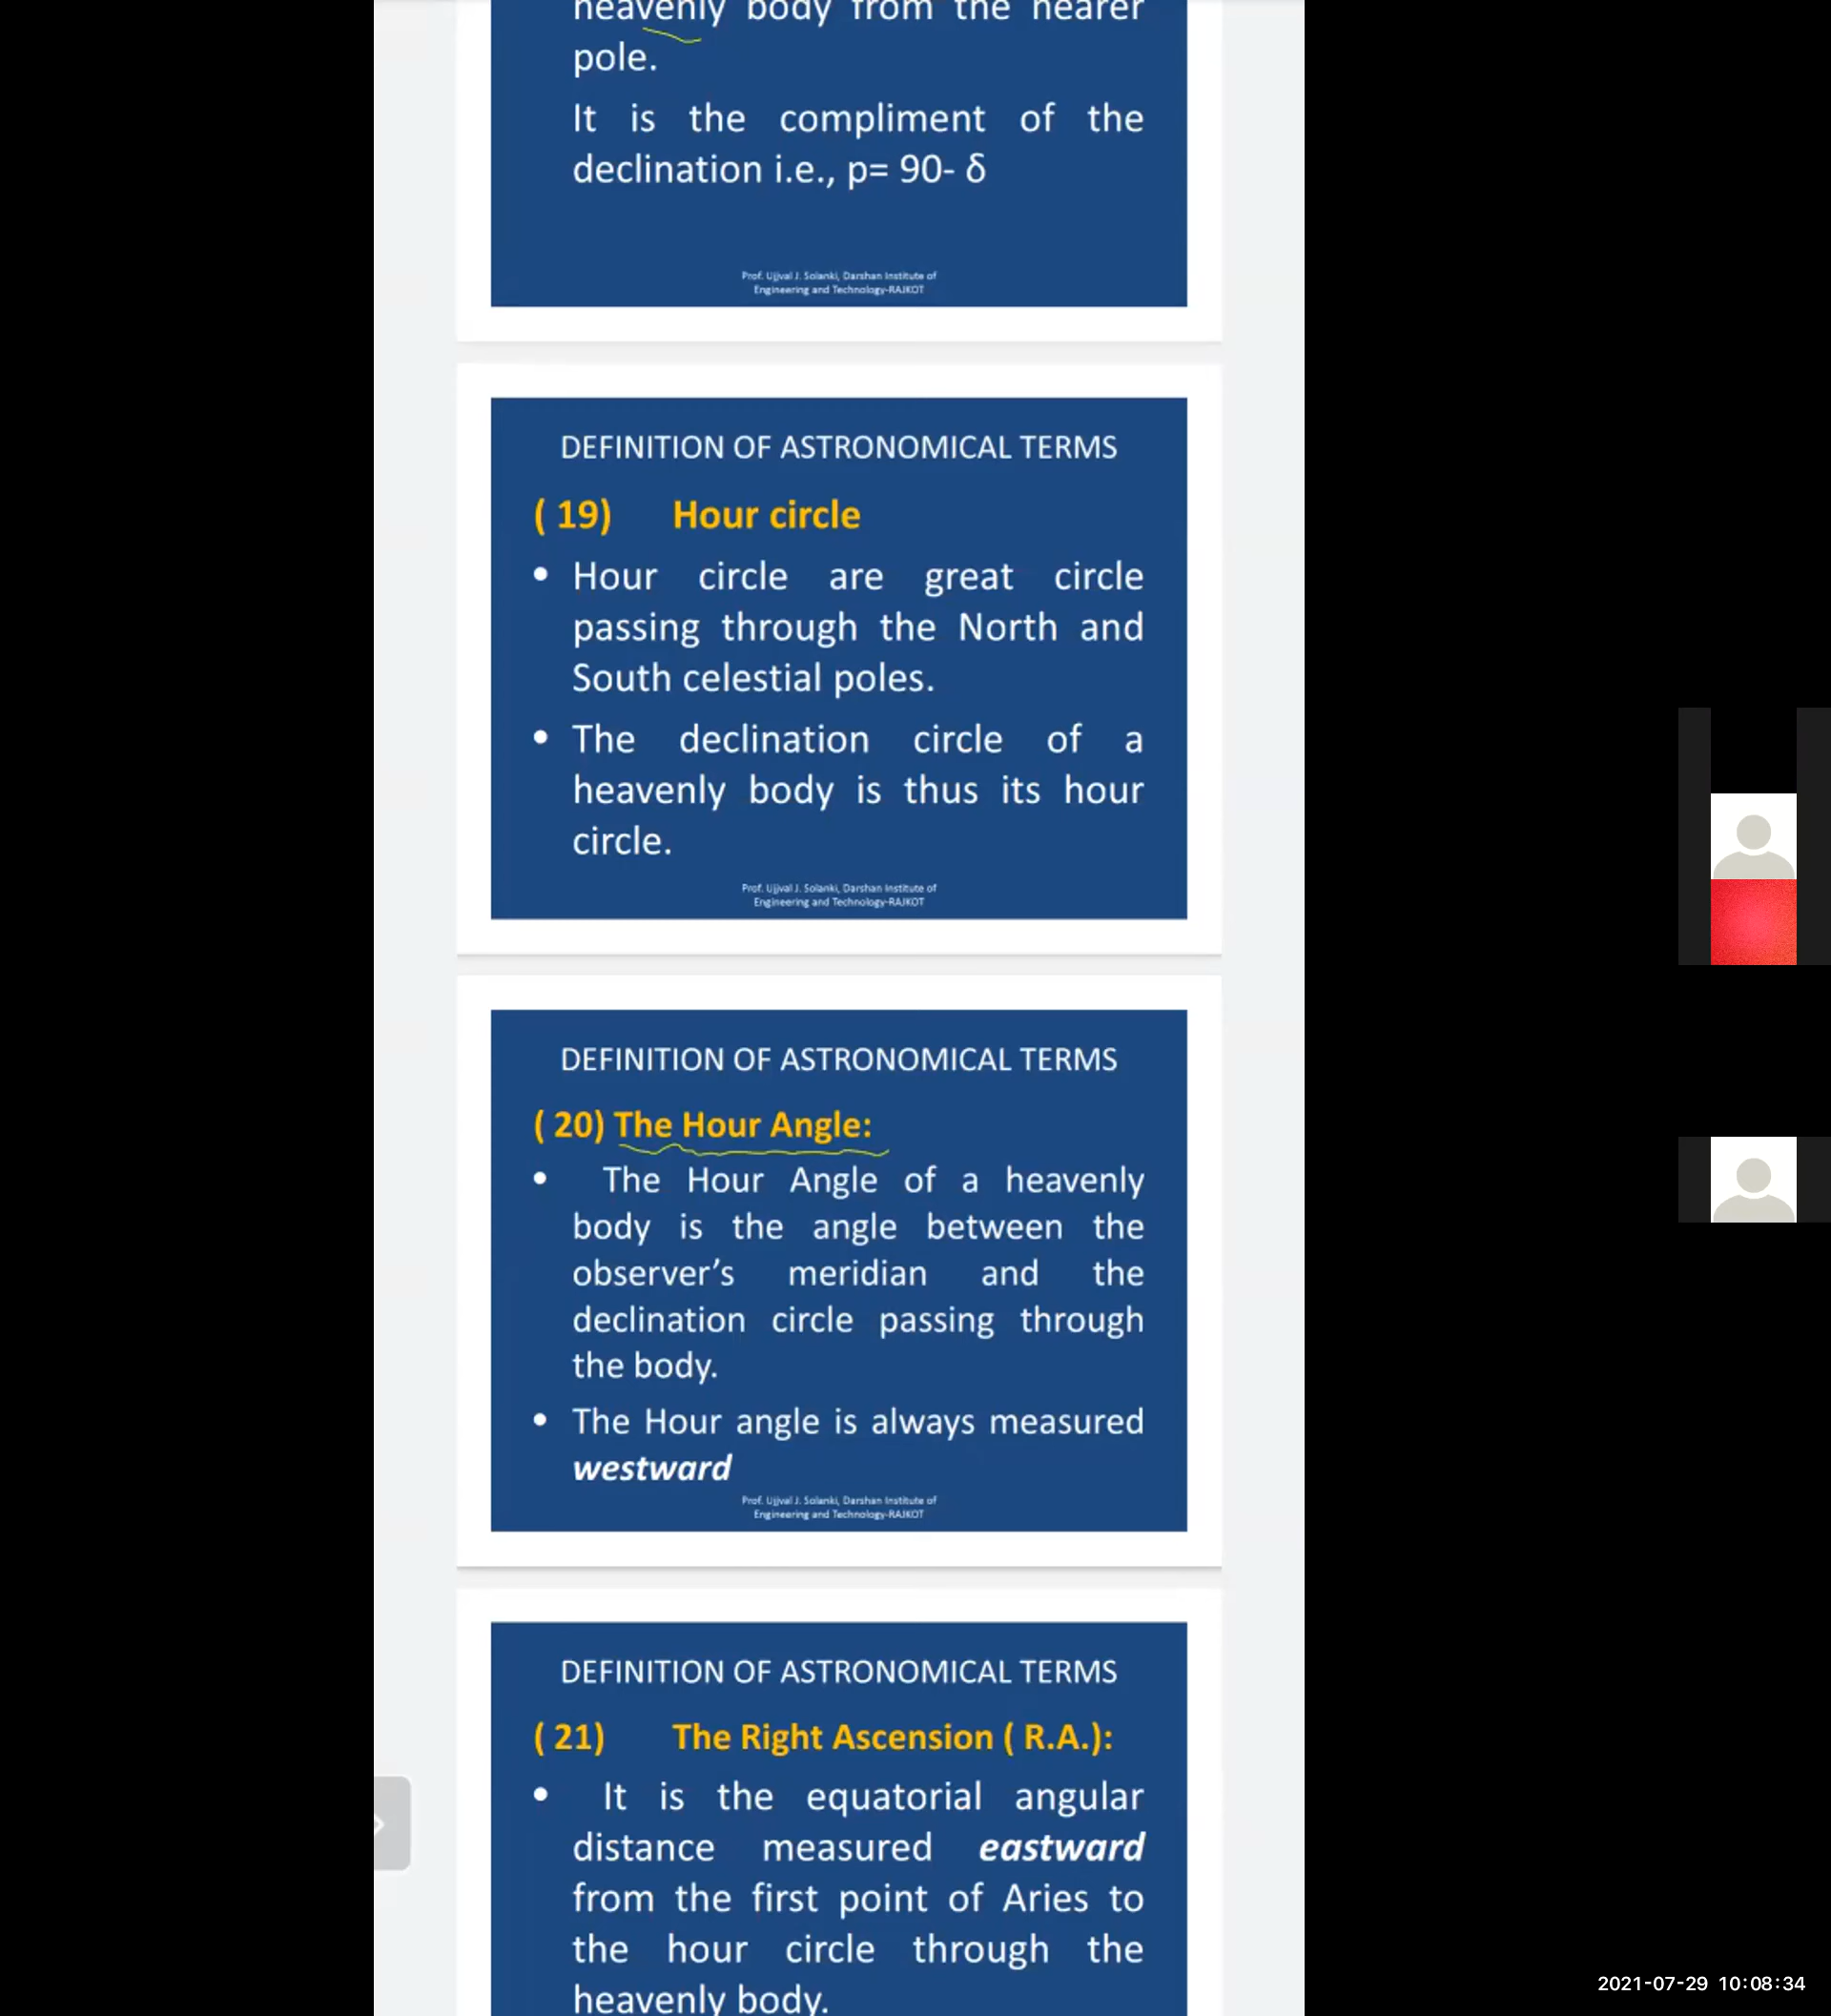 heavenly body from the nearer
pole.
It is the compliment of the
declination i.e., p= 90- δ
Prof. Ujjval J. Solanki, Darshan Institute of
Engineering and Technology-RAJKOT
DEFINITION OF ASTRONOMICAL TERMS
( 19) Hour circle
• Hour circle are great circle
passing through the North and
South celestial poles.
• The declination circle of a
heavenly body is thus its hour
circle.
Prof. Ujjval J. Solanki, Darshan Institute of
Engineering and Technology-RAJKOT
DEFINITION OF ASTRONOMICAL TERMS
( 20) The Hour Angle:
• The Hour Angle of a heavenly
body is the angle between the
observer’s meridian and the
declination circle passing through
the body.
• The Hour angle is always measured
westward
Prof. Ujjval J. Solanki, Darshan Institute of
Engineering and Technology-RAJKOT
DEFINITION OF ASTRONOMICAL TERMS
( 21) The Right Ascension ( R.A.):
• It is the equatorial angular
distance measured eastward
from the first point of Aries to
the hour circle through the
heavenly body.
2021-07-29 10:08:34